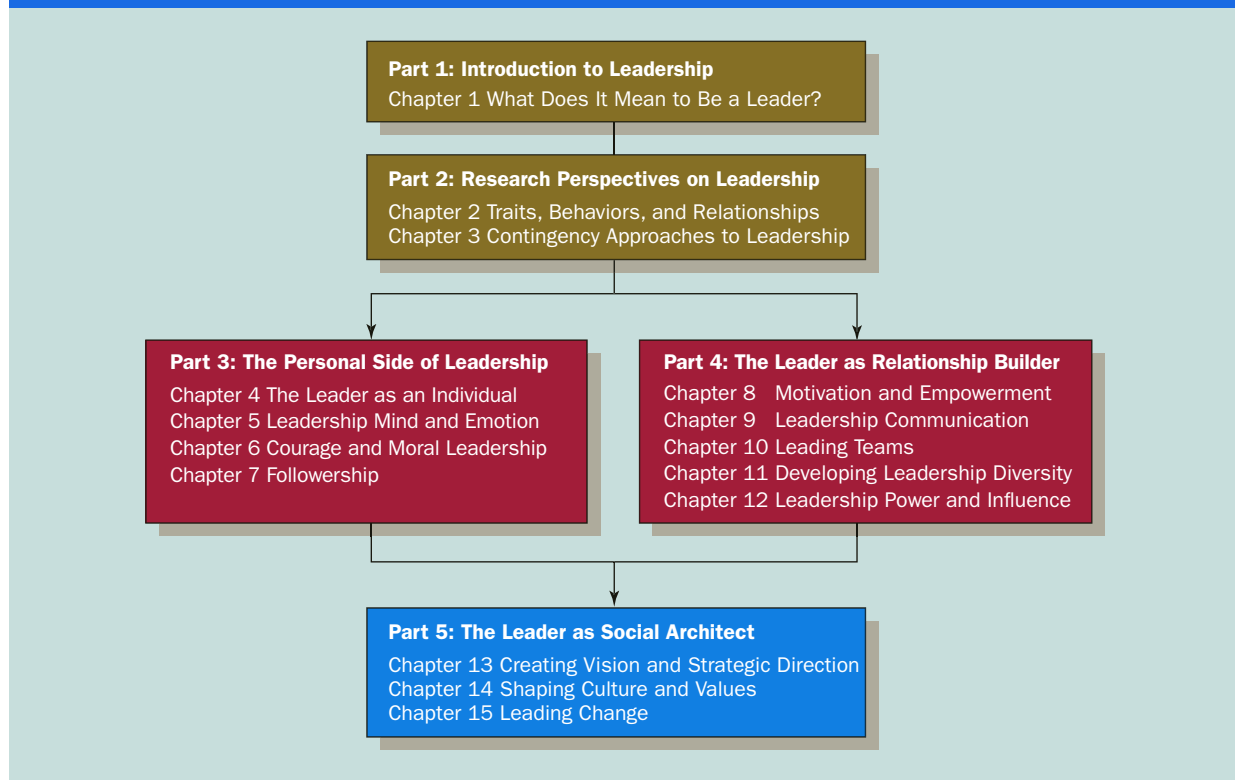 Part 1: Introduction to Leadership
Chapter 1 What Does It Mean to Be a Leader?
Part 2: Research Perspectives on Leadership
Chapter 2 Traits, Behaviors, and Relationships
Chapter 3 Contingency Approaches to Leadership
Part 3: The Personal Side of Leadership
Chapter 4 The Leader as an Individual
Chapter 5 Leadership Mind and Emotion
Chapter 6 Courage and Moral Leadership
Chapter 7 Followership
Part 4: The Leader as Relationship Builder
Chapter 8 Motivation and Empowerment
Chapter 9 Leadership Communication
Chapter 10 Leading Teams
Chapter 11 Developing Leadership Diversity
Chapter 12 Leadership Power and Influence
Part 5: The Leader as Social Architect
Chapter 13 Creating Vision and Strategic Direction
Chapter 14 Shaping Culture and Values
Chapter 15 Leading Change